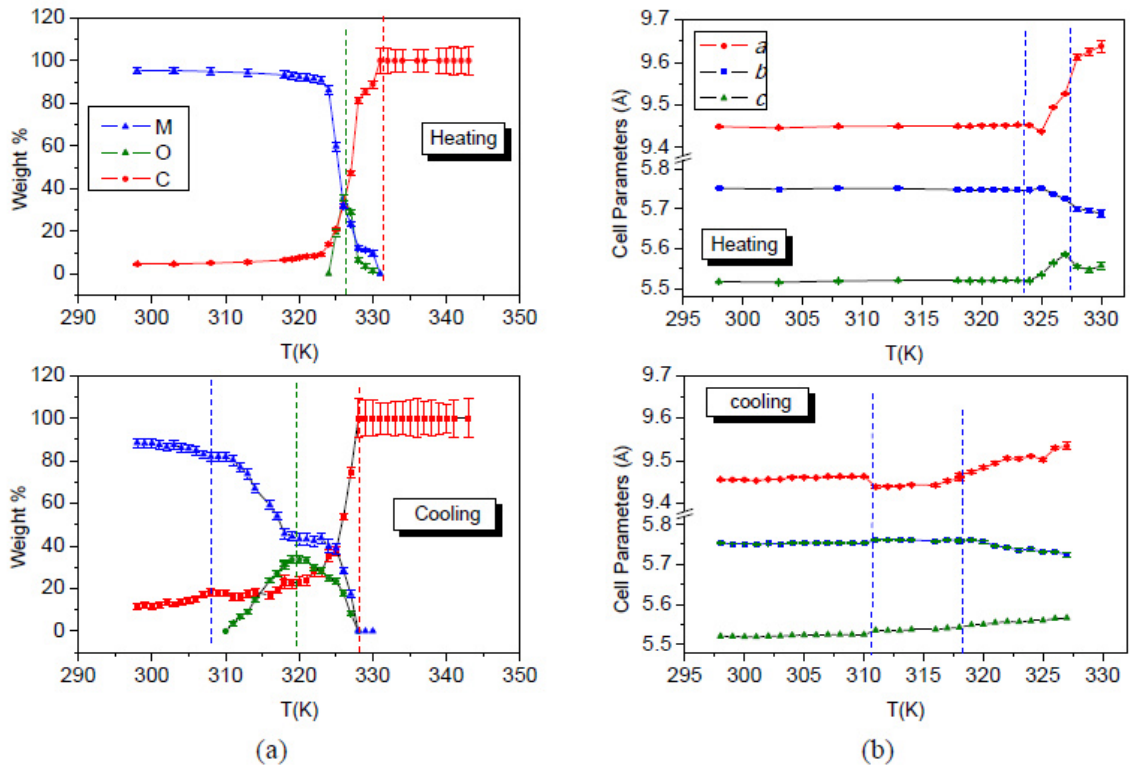 120
100
80
60
40
20
0
Weight %
M
O
C
Heating
290 300 310 320 330 340 350
T(K)
9.7
9.6
9.5
9.4
5.8
5.7
5.6
5.5
Cell Parameters (Å)
a
b
c
Heating
295 300 305 310 315 320 325 330
T(K)
120
100
80
60
40
20
0
Weight %
Cooling
290 300 310 320 330 340 350
T(K)
(a)
9.7
9.6
9.5
9.4
5.8
5.7
5.6
5.5
Cell Parameters (Å)
cooling
295 300 305 310 315 320 325 330
T(K)
(b)